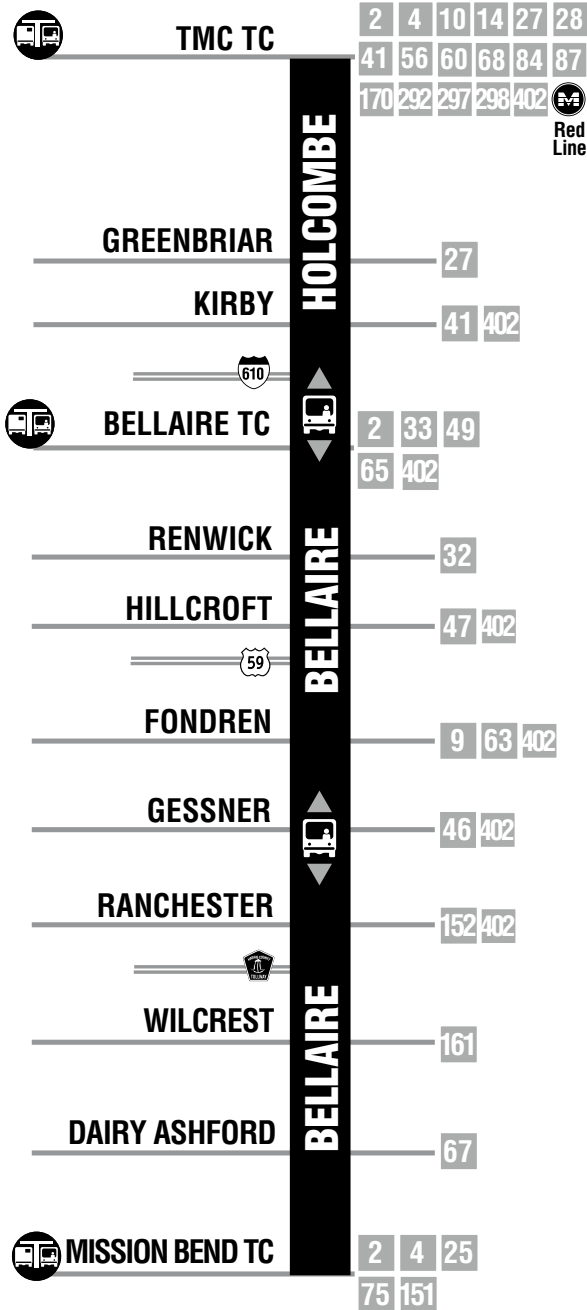 TMC TC
2 4 10 14 27 28
41 56 60 68 84 87
170 292 297 298 402 M
Red
Line
HOLCOMBE
GREENBRIAR
27
KIRBY
41 402
610
BELLAIRE TC
2 33 49
65 402
RENWICK
32
BELLAIRE
HILLCROFT
47 402
59
FONDREN
9 63 402
GESSNER
46 402
RANCHESTER
152 402
WILCREST
161
BELLAIRE
DAIRY ASHFORD
67
MISSION BEND TC
2 4 25
75 151